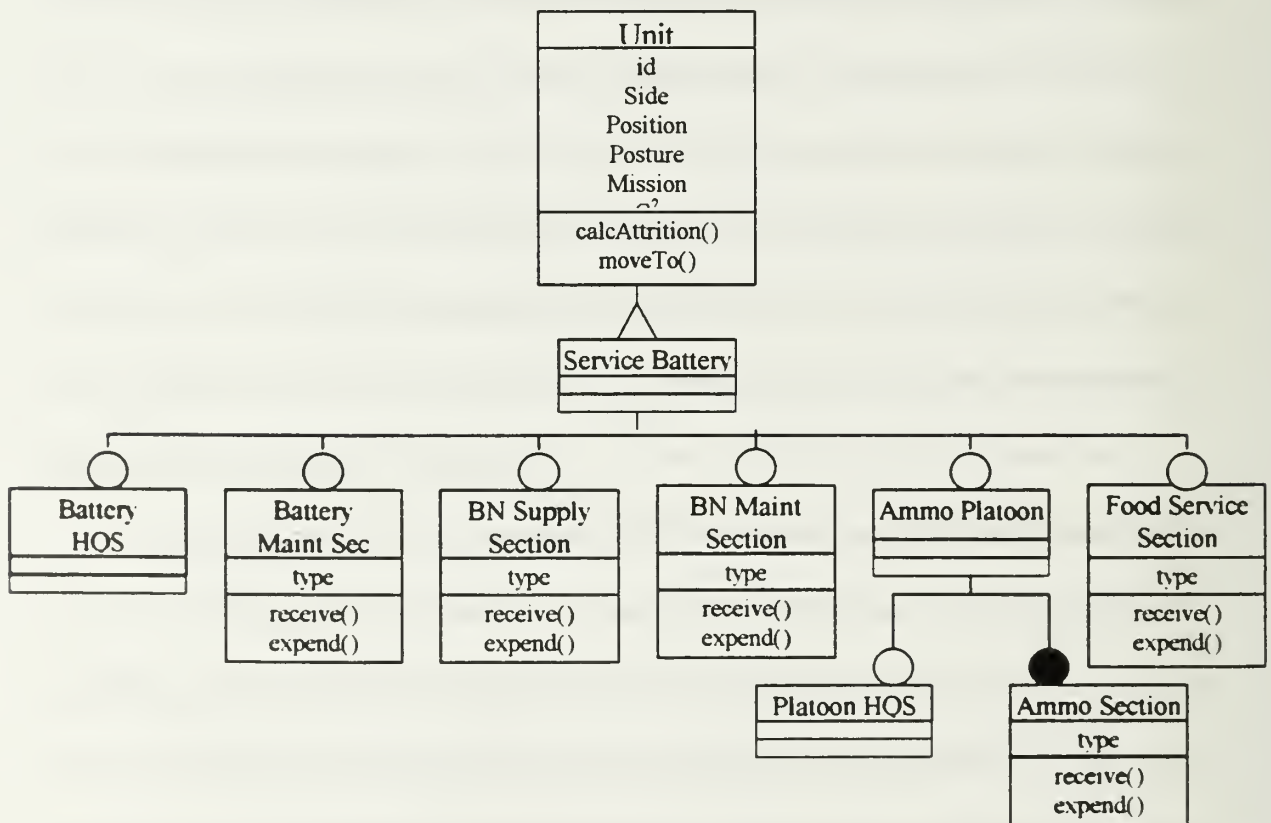 Unit
id
Side
Position
Posture
Mission
calcAttrition()
moveTo()
Service Battery
Battery
HQS
Battery
Maint Sec
type
receive()
expend()
BN Supply
Section
type
receive()
expend()
BN Maint
Section
type
receive()
expend()
Ammo Platoon
Food Service
Section
type
receive()
expend()
Platoon HQS
Ammo Section
type
receive()
expend()